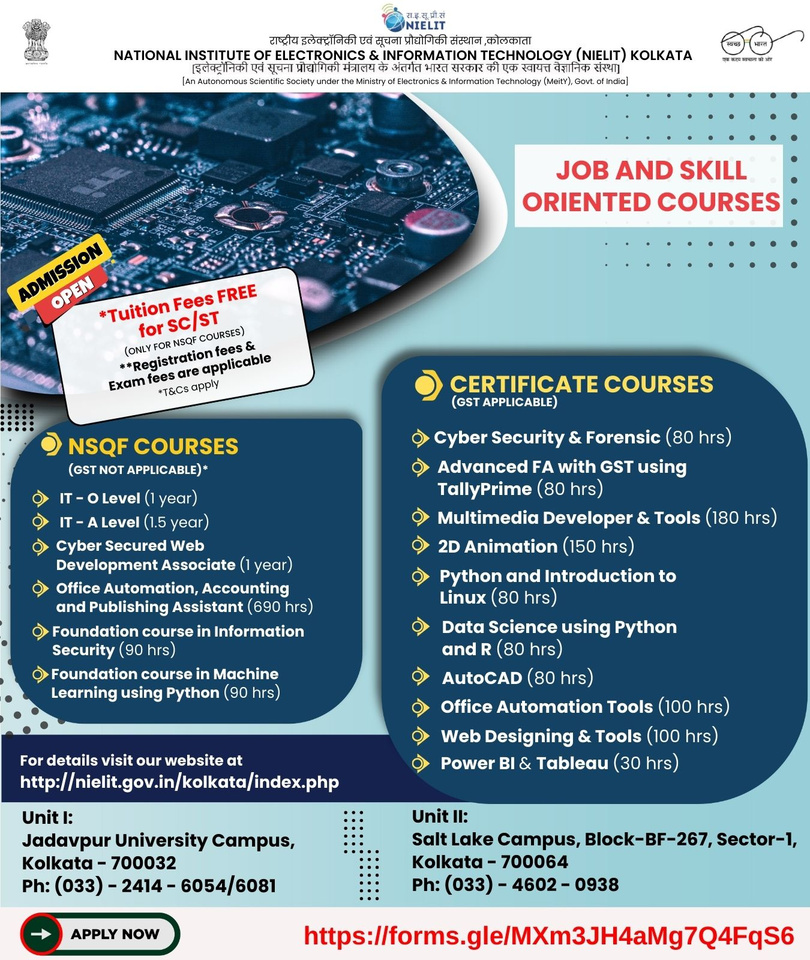 रा.इ.सू.प्रौ.सं
NIELIT
राष्ट्रीय इलेक्ट्रॉनिकी एवं सूचना प्रौद्योगिकी संस्थान ,कोलकाता
NATIONAL INSTITUTE OF ELECTRONICS & INFORMATION TECHNOLOGY (NIELIT) KOLKATA
[इलेक्ट्रॉनिकी एवं सूचना प्रौद्योगिकी मंत्रालय के अंतर्गत भारत सरकार की एक स्वायत्त वैज्ञानिक संस्था]
[An Autonomous Scientific Society under the Ministry of Electronics & Information Technology (MeitY), Govt. of India]
स्वच्छ भारत
एक कदम स्वच्छता की ओर
JOB AND SKILL
ORIENTED COURSES
ADMISSION
OPEN
*Tuition Fees FREE
for SC/ST
(ONLY FOR NSQF COURSES)
**Registration fees &
Exam fees are applicable
*T&Cs apply
NSQF COURSES
(GST NOT APPLICABLE)*
IT - O Level (1 year)
IT - A Level (1.5 year)
Cyber Secured Web
Development Associate (1 year)
Office Automation, Accounting
and Publishing Assistant (690 hrs)
Foundation course in Information
Security (90 hrs)
Foundation course in Machine
Learning using Python (90 hrs)
CERTIFICATE COURSES
(GST APPLICABLE)
Cyber Security & Forensic (80 hrs)
Advanced FA with GST using
TallyPrime (80 hrs)
Multimedia Developer & Tools (180 hrs)
2D Animation (150 hrs)
Python and Introduction to
Linux (80 hrs)
Data Science using Python
and R (80 hrs)
AutoCAD (80 hrs)
Office Automation Tools (100 hrs)
Web Designing & Tools (100 hrs)
Power BI & Tableau (30 hrs)
For details visit our website at
http://nielit.gov.in/kolkata/index.php
Unit I:
Jadavpur University Campus,
Kolkata - 700032
Ph: (033) - 2414 - 6054/6081
Unit II:
Salt Lake Campus, Block-BF-267, Sector-1,
Kolkata - 700064
Ph: (033) - 4602 - 0938
APPLY NOW
https://forms.gle/MXm3JH4aMg7Q4FqS6